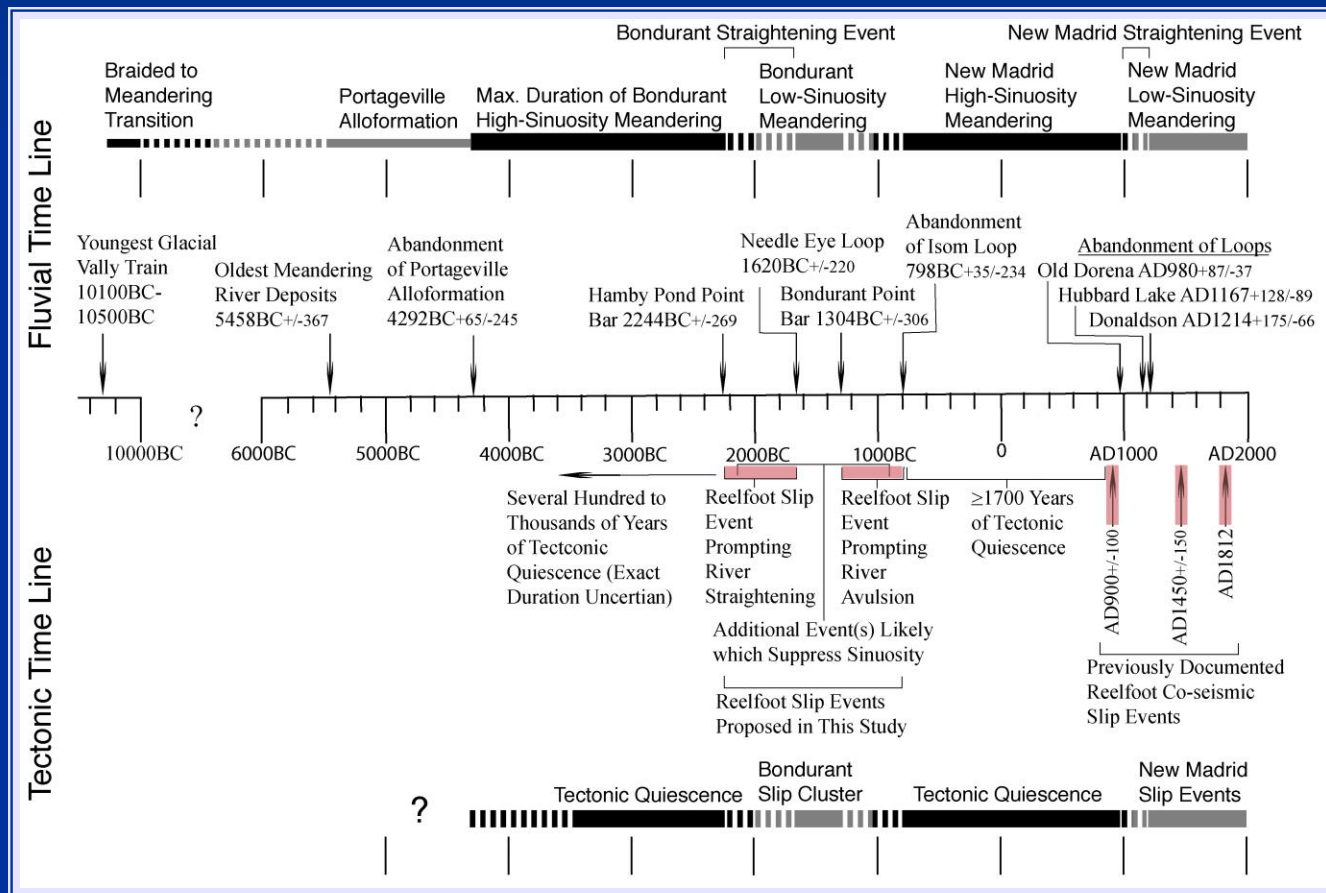 Fluvial Time Line
Bondurant Straightening Event
New Madrid Straightening Event
Braided to
Meandering
Transition
Portageville
Alloformation
Max. Duration of Bondurant
High-Sinuosity Meandering
Bondurant
Low-Sinuosity
Meandering
New Madrid
High-Sinuosity
Meandering
New Madrid
Low-Sinuosity
Meandering
Youngest Glacial
Vally Train
10100BC-
10500BC
Oldest Meandering
River Deposits
5458BC+/-367
Abandonment
of Portageville
Alloformation
4292BC+65/-245
Hamby Pond Point
Bar 2244BC+/-269
Needle Eye Loop
1620BC+/-220
Bondurant Point
Bar 1304BC+/-306
Abandonment
of Isom Loop
798BC+35/-234
Abandonment of Loops
Old Dorena AD980+87/-37
Hubbard Lake AD1167+128/-89
Donaldson AD1214+175/-66
?
10000BC
6000BC
5000BC
4000BC
3000BC
2000BC
1000BC
0
AD1000
AD2000
Tectonic Time Line
Several Hundred to
Thousands of Years
of Tectconic
Quiescence (Exact
Duration Uncertian)
Reelfoot Slip
Event
Prompting
River
Straightening
Reelfoot Slip
Event
Prompting
River
Avulsion
≥1700 Years
of Tectonic
Quiescence
AD900+/-100
AD1450+/-150
AD1812
Additional Event(s) Likely
which Suppress Sinuosity
Reelfoot Slip Events
Proposed in This Study
Previously Documented
Reelfoot Co-seismic
Slip Events
?
Tectonic Quiescence
Bondurant
Slip Cluster
Tectonic Quiescence
New Madrid
Slip Events